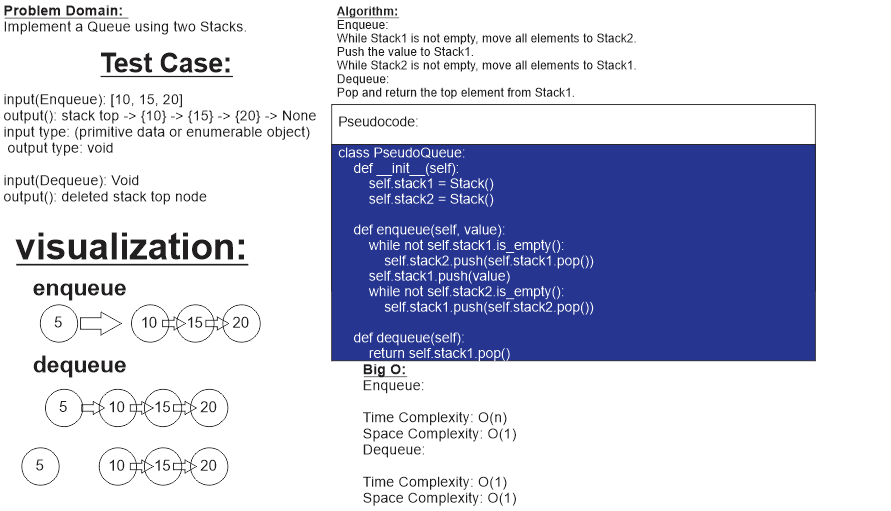 Problem Domain:
Implement a Queue using two Stacks.
Test Case:
input(Enqueue): [10, 15, 20]
output(): stack top -> {10} -> {15} -> {20} -> None
input type: (primitive data or enumerable object)
output type: void
input(Dequeue): Void
output(): deleted stack top node
visualization:
enqueue
5 10 15 20
dequeue
5 10 15 20
5 10 15 20
Algorithm:
Enqueue:
While Stack1 is not empty, move all elements to Stack2.
Push the value to Stack1.
While Stack2 is not empty, move all elements to Stack1.
Dequeue:
Pop and return the top element from Stack1.
Pseudocode:
class PseudoQueue:
def __init__(self):
self.stack1 = Stack()
self.stack2 = Stack()
def enqueue(self, value):
while not self.stack1.is_empty():
self.stack2.push(self.stack1.pop())
self.stack1.push(value)
while not self.stack2.is_empty():
self.stack1.push(self.stack2.pop())
def dequeue(self):
return self.stack1.pop()
Big O:
Enqueue:
Time Complexity: O(n)
Space Complexity: O(1)
Dequeue:
Time Complexity: O(1)
Space Complexity: O(1)